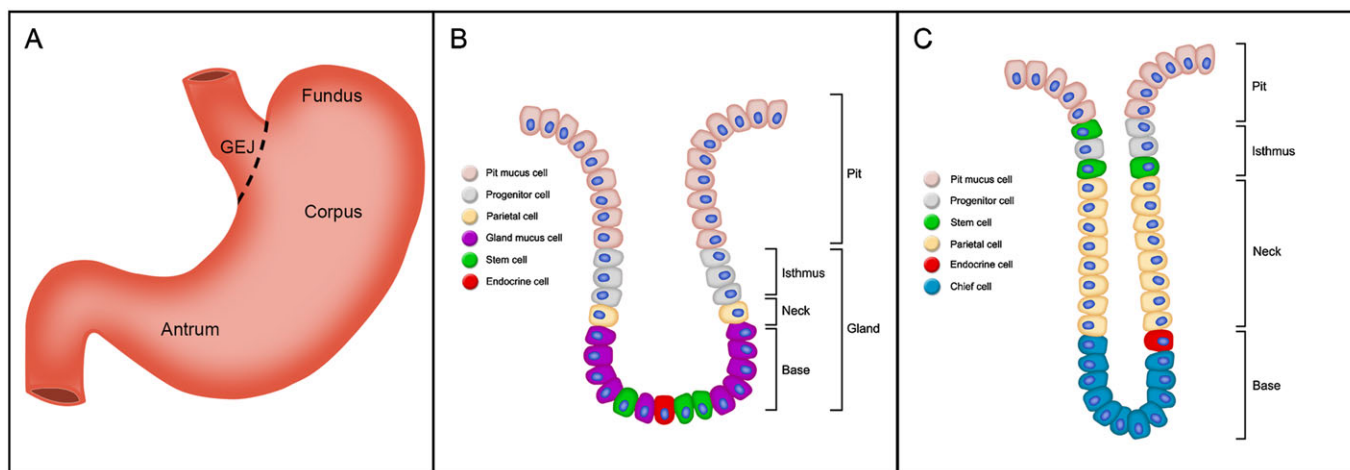 A
Fundus
GEJ
Corpus
Antrum
B
Pit mucus cell
Progenitor cell
Parietal cell
Gland mucus cell
Stem cell
Endocrine cell
Pit
Isthmus
Neck
Gland
Base
C
Pit mucus cell
Progenitor cell
Stem cell
Parietal cell
Endocrine cell
Chief cell
Pit
Isthmus
Neck
Base